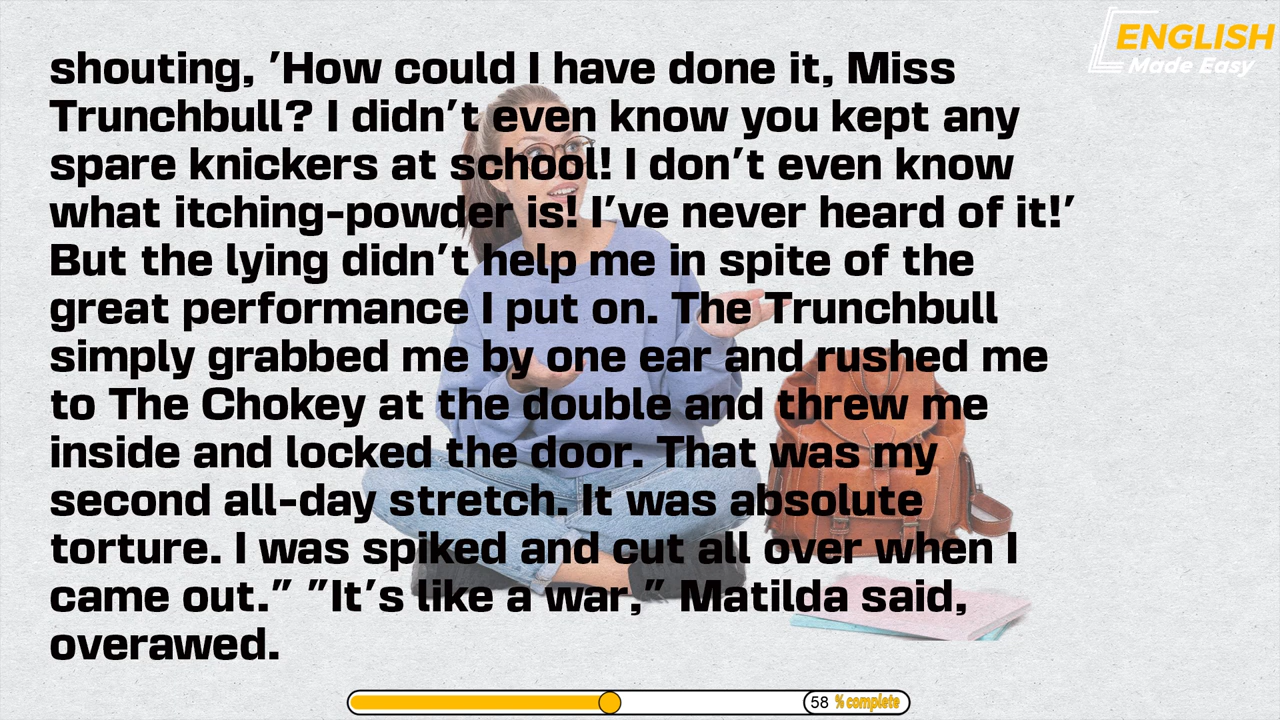 ENGLISH
Made Easy
shouting, 'How could I have done it, Miss
Trunchbull? I didn't even know you kept any
spare knickers at school! I don't even know
what itching-powder is! I've never heard of it!'
But the lying didn't help me in spite of the
great performance I put on. The Trunchbull
simply grabbed me by one ear and rushed me
to The Chokey at the double and threw me
inside and locked the door. That was my
second all-day stretch. It was absolute
torture. I was spiked and cut all over when I
came out." "It's like a war," Matilda said,
overawed.
58 % complete